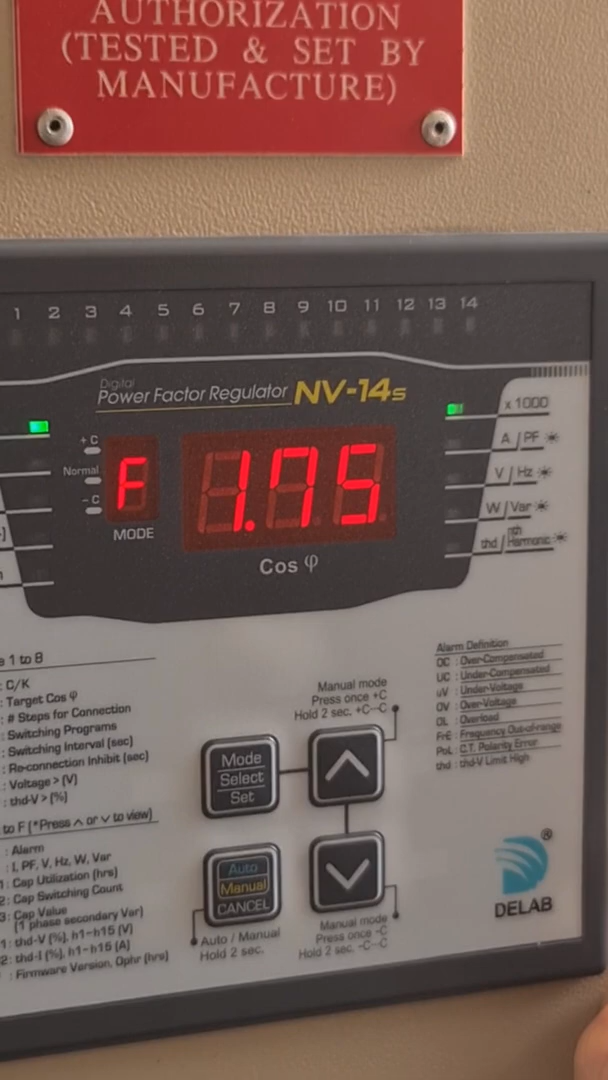 AUTHORIZATION
(TESTED & SET BY
MANUFACTURE)
1 2 3 4 5 6 7 8 9 10 11 12 13 14
Digital
Power Factor Regulator NV-14s
x 1000
A / PF
V / Hz
W / Var
nth
thd / Harmonic
+ C
Normal
- C
F
1.75
MODE
Cos φ
1 to 8
: C/K
: Target Cos φ
: # Steps for Connection
: Switching Programs
: Switching Interval (sec)
: Re-connection Inhibit (sec)
: Voltage > (V)
: thd-V > (%)
to F (*Press ∧ or ∨ to view)
: Alarm
: I, PF, V, Hz, W, Var
1 : Cap Utilization (hrs)
2 : Cap Switching Count
3 : Cap Value
(1 phase secondary Var)
1 : thd-V (%), h1-h15 (V)
2 : thd-I (%), h1-h15 (A)
: Firmware Version, Ophr (hrs)
Manual mode
Press once +C
Hold 2 sec. +C--C
Mode
Select
Set
Auto
Manual
CANCEL
Auto / Manual
Hold 2 sec.
Manual mode
Press once -C
Hold 2 sec. -C--C
Alarm Definition
OC : Over-Compensated
UC : Under-Compensated
uV : Under-Voltage
OV : Over-Voltage
OL : Overload
FrE : Frequency Out-of-range
PoL : C.T. Polarity Error
thd : thd-V Limit High
®
DELAB